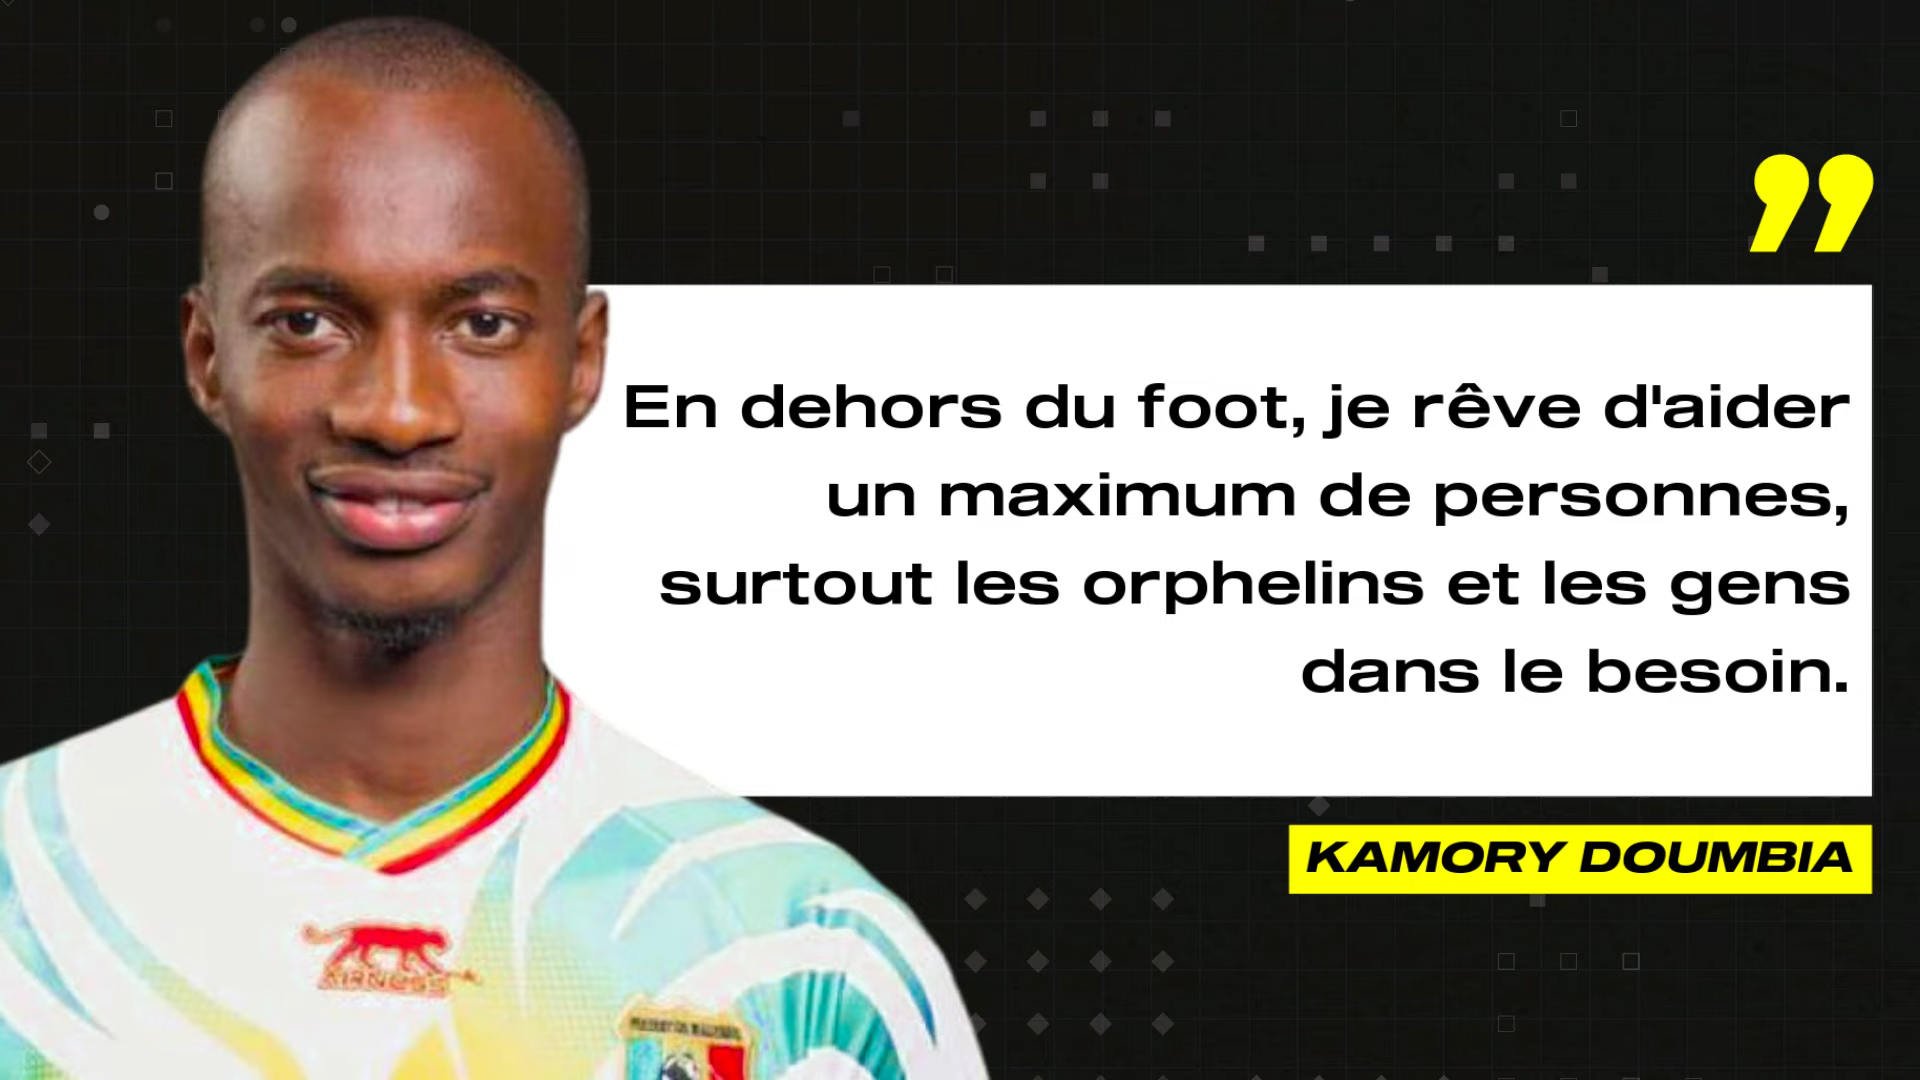 En dehors du foot, je rêve d'aider
un maximum de personnes,
surtout les orphelins et les gens
dans le besoin.
KAMORY DOUMBIA
AIRNESS